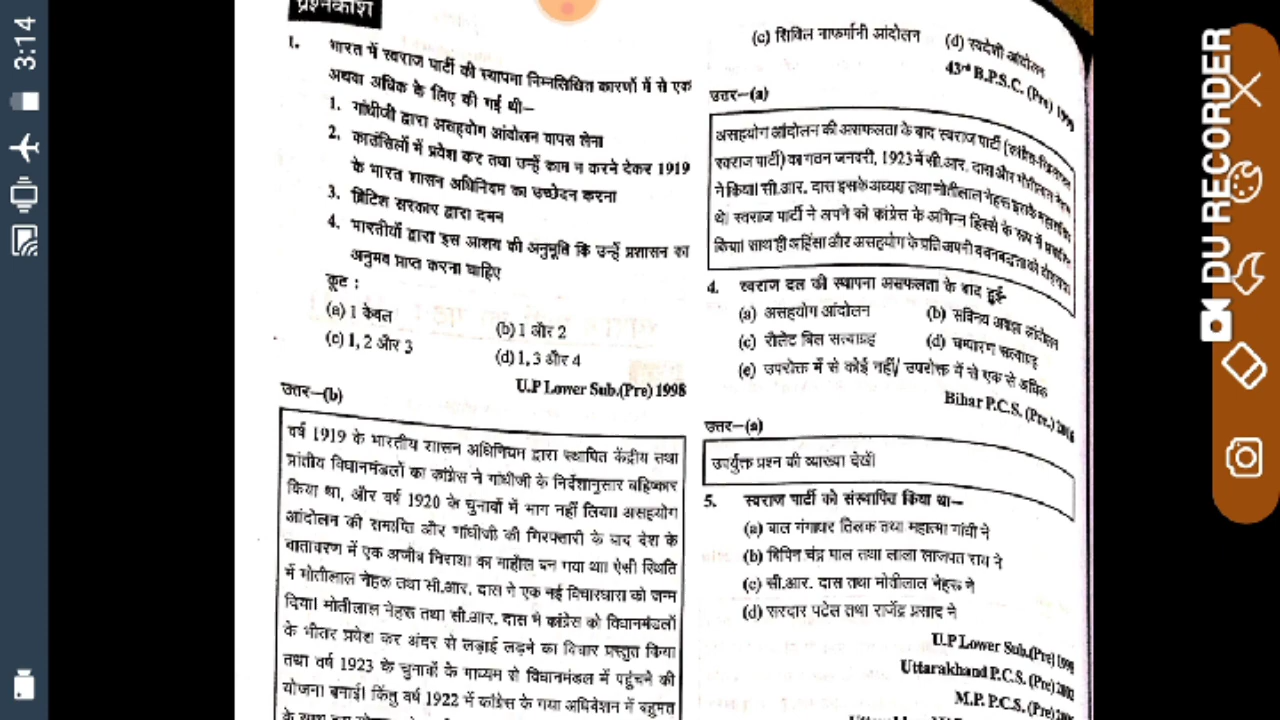 3:14
प्रश्नकोश
1. भारत में स्वराज पार्टी की स्थापना निम्नलिखित कारणों में से एक
अथवा अधिक के लिए की गई थी–
1. गांधीजी द्वारा असहयोग आंदोलन वापस लेना
2. काउंसिलों में प्रवेश कर तथा उन्हें काम न करने देकर 1919
के भारत शासन अधिनियम का उच्छेदन करना
3. ब्रिटिश सरकार द्वारा दमन
4. भारतीयों द्वारा इस आशय की अनुभूति कि उन्हें प्रशासन का
अनुभव प्राप्त करना चाहिए
कूट :
(a) 1 केवल
(b) 1 और 2
(c) 1, 2 और 3
(d) 1, 3 और 4
U.P Lower Sub.(Pre) 1998
उत्तर–(b)
वर्ष 1919 के भारतीय शासन अधिनियम द्वारा स्थापित केंद्रीय तथा
प्रांतीय विधानमंडलों का कांग्रेस ने गांधीजी के निर्देशानुसार बहिष्कार
किया था, और वर्ष 1920 के चुनावों में भाग नहीं लिया। असहयोग
आंदोलन की समाप्ति और गांधीजी की गिरफ्तारी के बाद देश के
वातावरण में एक अजीब निराशा का माहौल बन गया था। ऐसी स्थिति
में मोतीलाल नेहरू तथा सी.आर. दास ने एक नई विचारधारा को जन्म
दिया। मोतीलाल नेहरू तथा सी.आर. दास ने कांग्रेस को विधानमंडलों
के भीतर प्रवेश कर अंदर से लड़ाई लड़ने का विचार प्रस्तुत किया
तथा वर्ष 1923 के चुनावों के माध्यम से विधानमंडल में पहुंचने की
योजना बनाई। किंतु वर्ष 1922 में कांग्रेस के गया अधिवेशन में बहुमत
(c) सिविल नाफर्मानी आंदोलन
(d) स्वदेशी आंदोलन
43rd B.P.S.C. (Pre) 1999
उत्तर–(a)
असहयोग आंदोलन की असफलता के बाद स्वराज पार्टी
स्वराज पार्टी) का गठन जनवरी, 1923 में सी.आर. दास और मोतीलाल नेहरू
ने किया। सी.आर. दास इसके अध्यक्ष तथा मोतीलाल नेहरू इसके महासचिव
थे। स्वराज पार्टी ने अपने को कांग्रेस के अभिन्न हिस्से के रूप में
किया। साथ ही अहिंसा और असहयोग के प्रति अपनी वचनबद्धता को
4. स्वराज दल की स्थापना असफलता के बाद हुई-
(a) असहयोग आंदोलन
(b) सविनय अवज्ञा आंदोलन
(c) रौलेट बिल सत्याग्रह
(d) चम्पारण सत्याग्रह
(e) उपरोक्त में से कोई नहीं/ उपरोक्त में से एक से अधिक
Bihar P.C.S. (Pre.)
उत्तर–(a)
उपर्युक्त प्रश्न की व्याख्या देखें।
5. स्वराज पार्टी को संस्थापित किया था–
(a) बाल गंगाधर तिलक तथा महात्मा गांधी ने
(b) बिपिन चंद्र पाल तथा लाला लाजपत राय ने
(c) सी.आर. दास तथा मोतीलाल नेहरू ने
(d) सरदार पटेल तथा राजेंद्र प्रसाद ने
U.P Lower Sub.(Pre)
Uttarakhand P.C.S. (Pre) 2002
M.P. P.C.S. (Pre)
DU RECORDER